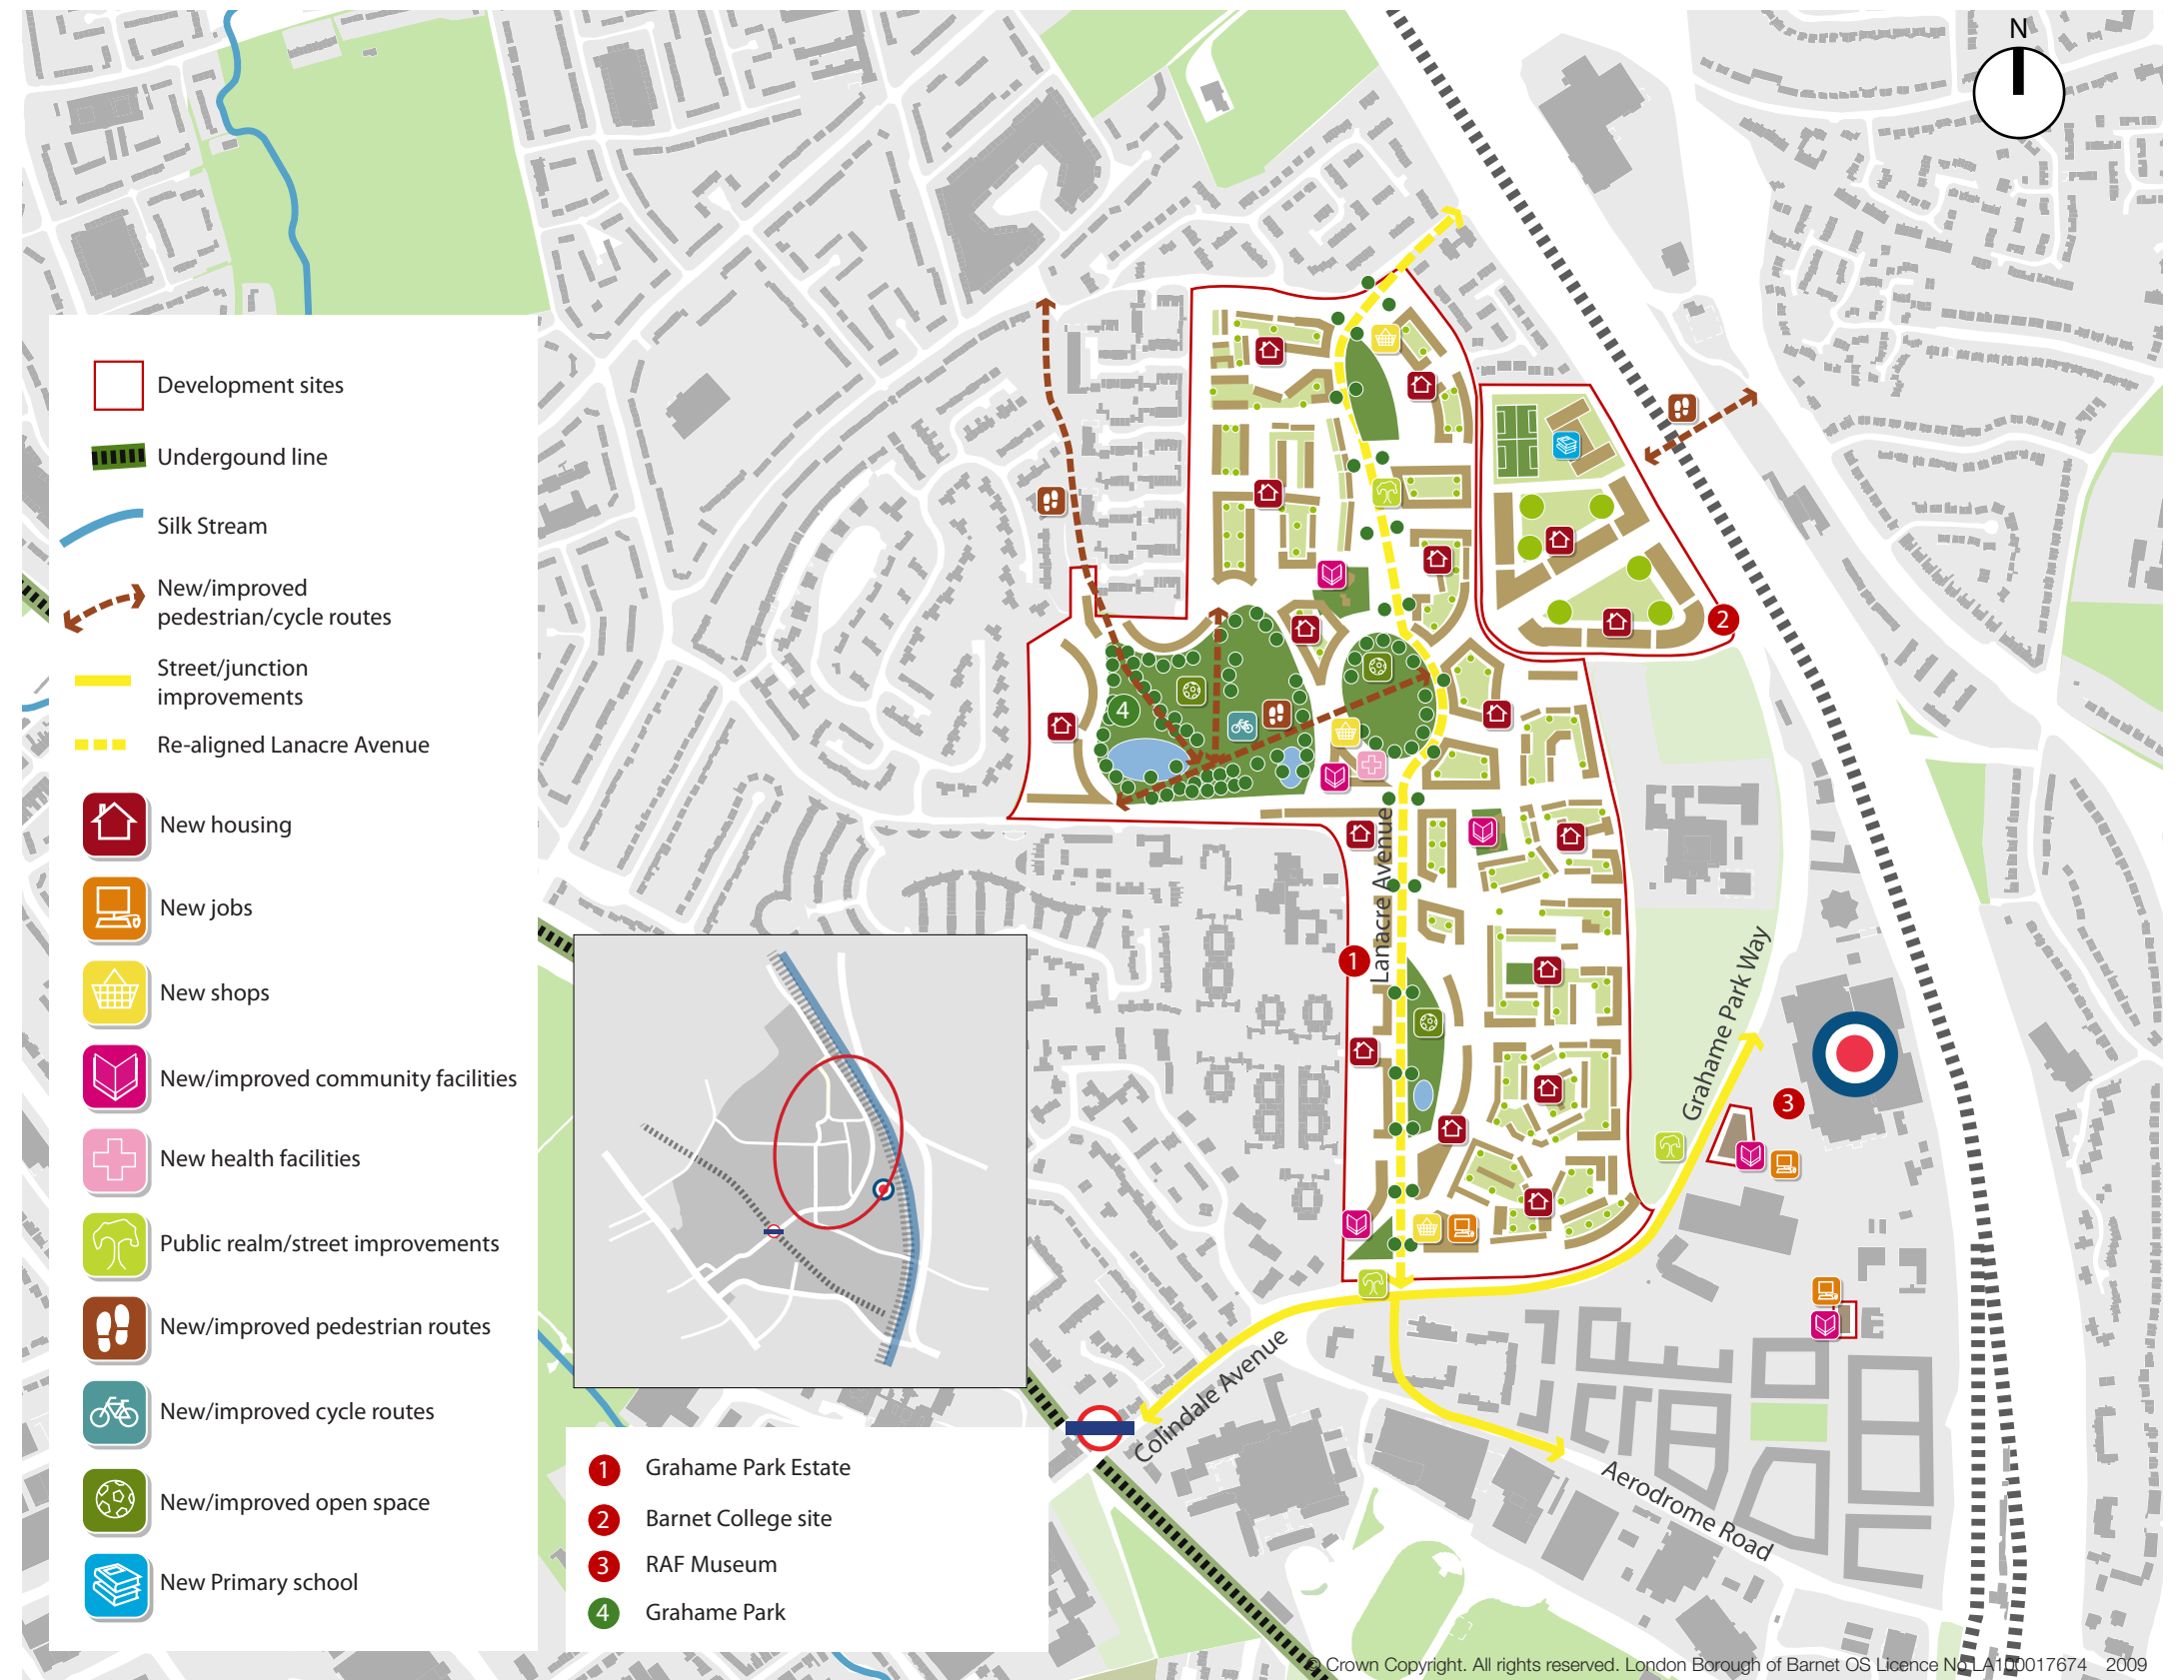 N
Development sites
Undergound line
Silk Stream
New/improved
pedestrian/cycle routes
Street/junction
improvements
Re-aligned Lanacre Avenue
New housing
New jobs
New shops
New/improved community facilities
New health facilities
Public realm/street improvements
New/improved pedestrian routes
New/improved cycle routes
New/improved open space
New Primary school
2
4
1
3
Lanacre Avenue
Grahame Park Way
Colindale Avenue
Aerodrome Road
1 Grahame Park Estate
2 Barnet College site
3 RAF Museum
4 Grahame Park
© Crown Copyright. All rights reserved. London Borough of Barnet OS Licence No LA100017674 2009